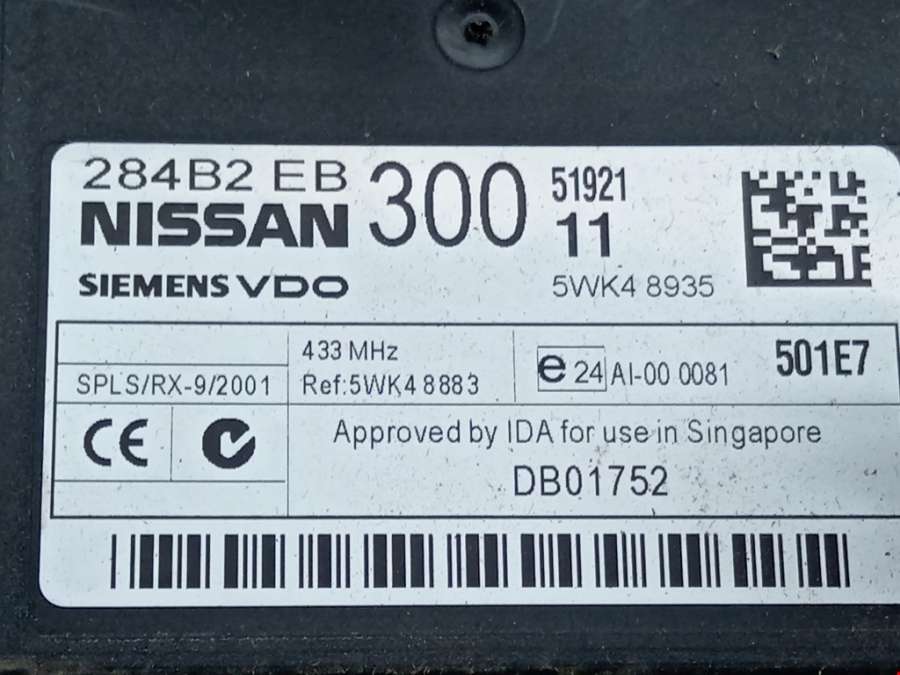 284B2 EB 300 51921
NISSAN 11
SIEMENS VDO 5WK4 8935
433 MHz
SPLS/RX-9/2001 Ref:5WK4 8883 e 24 AI-00 0081 501E7
CE
Approved by IDA for use in Singapore
DB01752